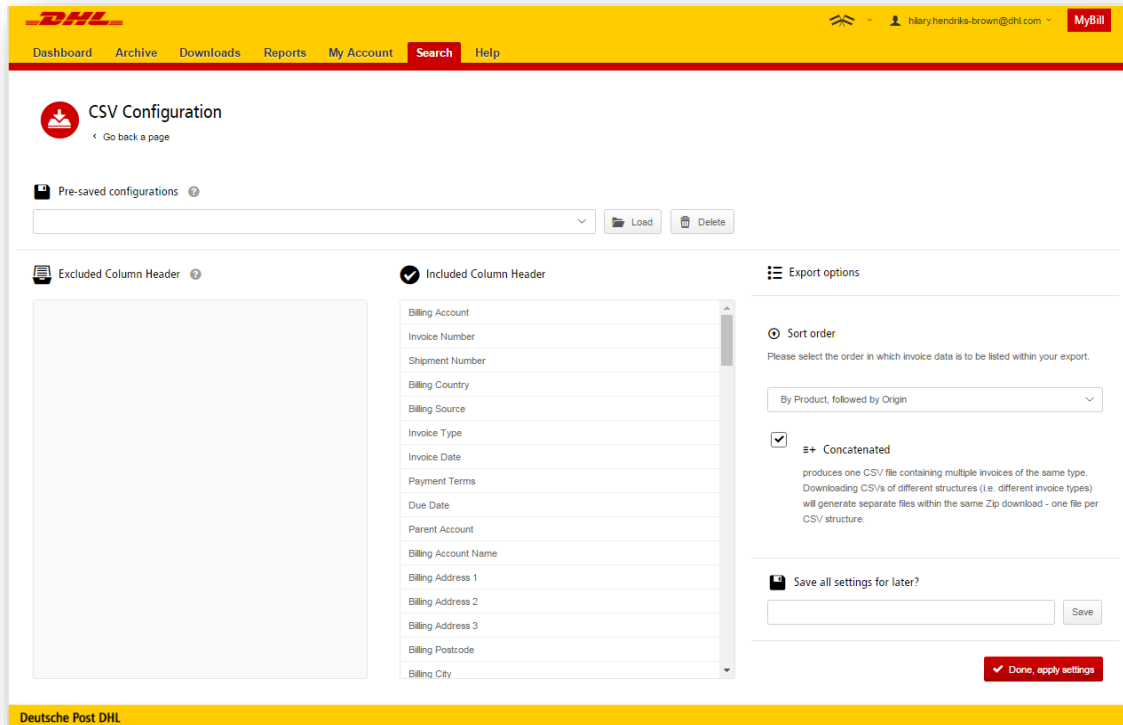 DHL
hilary.hendriks-brown@dhl.com
MyBill
Dashboard Archive Downloads Reports My Account Search Help
CSV Configuration
‹ Go back a page
Pre-saved configurations ?
Load Delete
Excluded Column Header ?
Included Column Header
Billing Account
Invoice Number
Shipment Number
Billing Country
Billing Source
Invoice Type
Invoice Date
Payment Terms
Due Date
Parent Account
Billing Account Name
Billing Address 1
Billing Address 2
Billing Address 3
Billing Postcode
Billing City
Export options
Sort order
Please select the order in which invoice data is to be listed within your export.
By Product, followed by Origin
Concatenated
produces one CSV file containing multiple invoices of the same type.
Downloading CSVs of different structures (i.e. different invoice types)
will generate separate files within the same Zip download - one file per
CSV structure.
Save all settings for later?
Save
Done, apply settings
Deutsche Post DHL